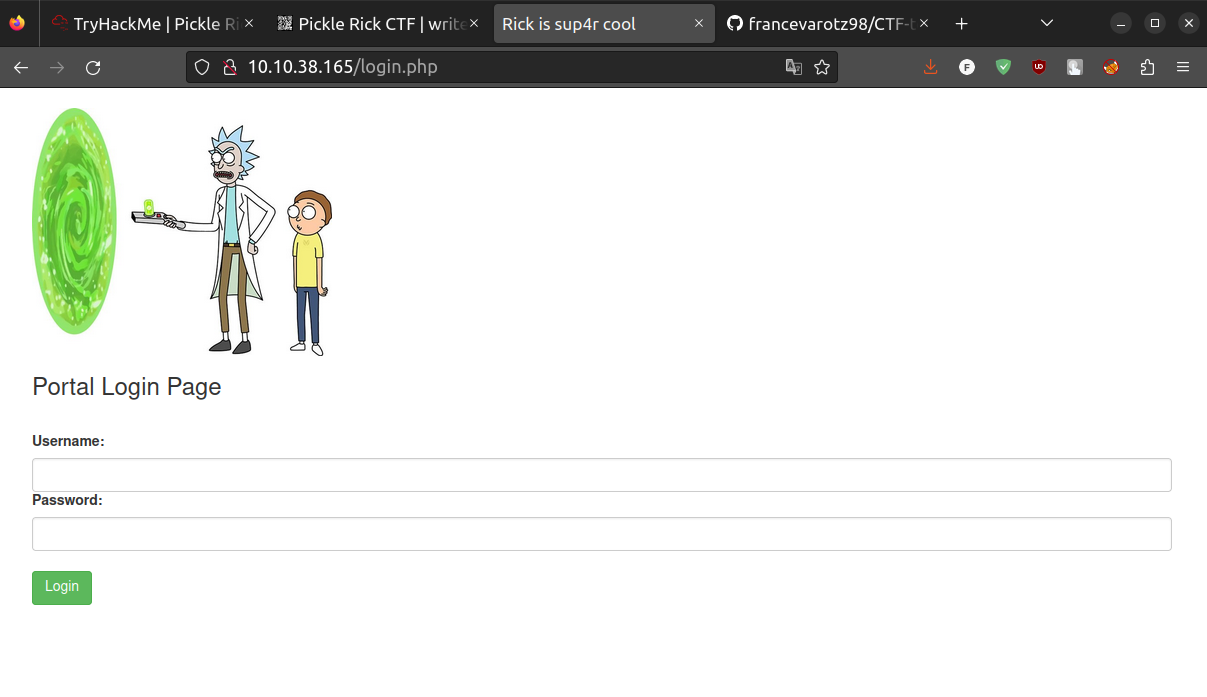 TryHackMe | Pickle Ri
Pickle Rick CTF | write
Rick is sup4r cool
francevarotz98/CTF-t
10.10.38.165/login.php
Portal Login Page
Username:
Password:
Login